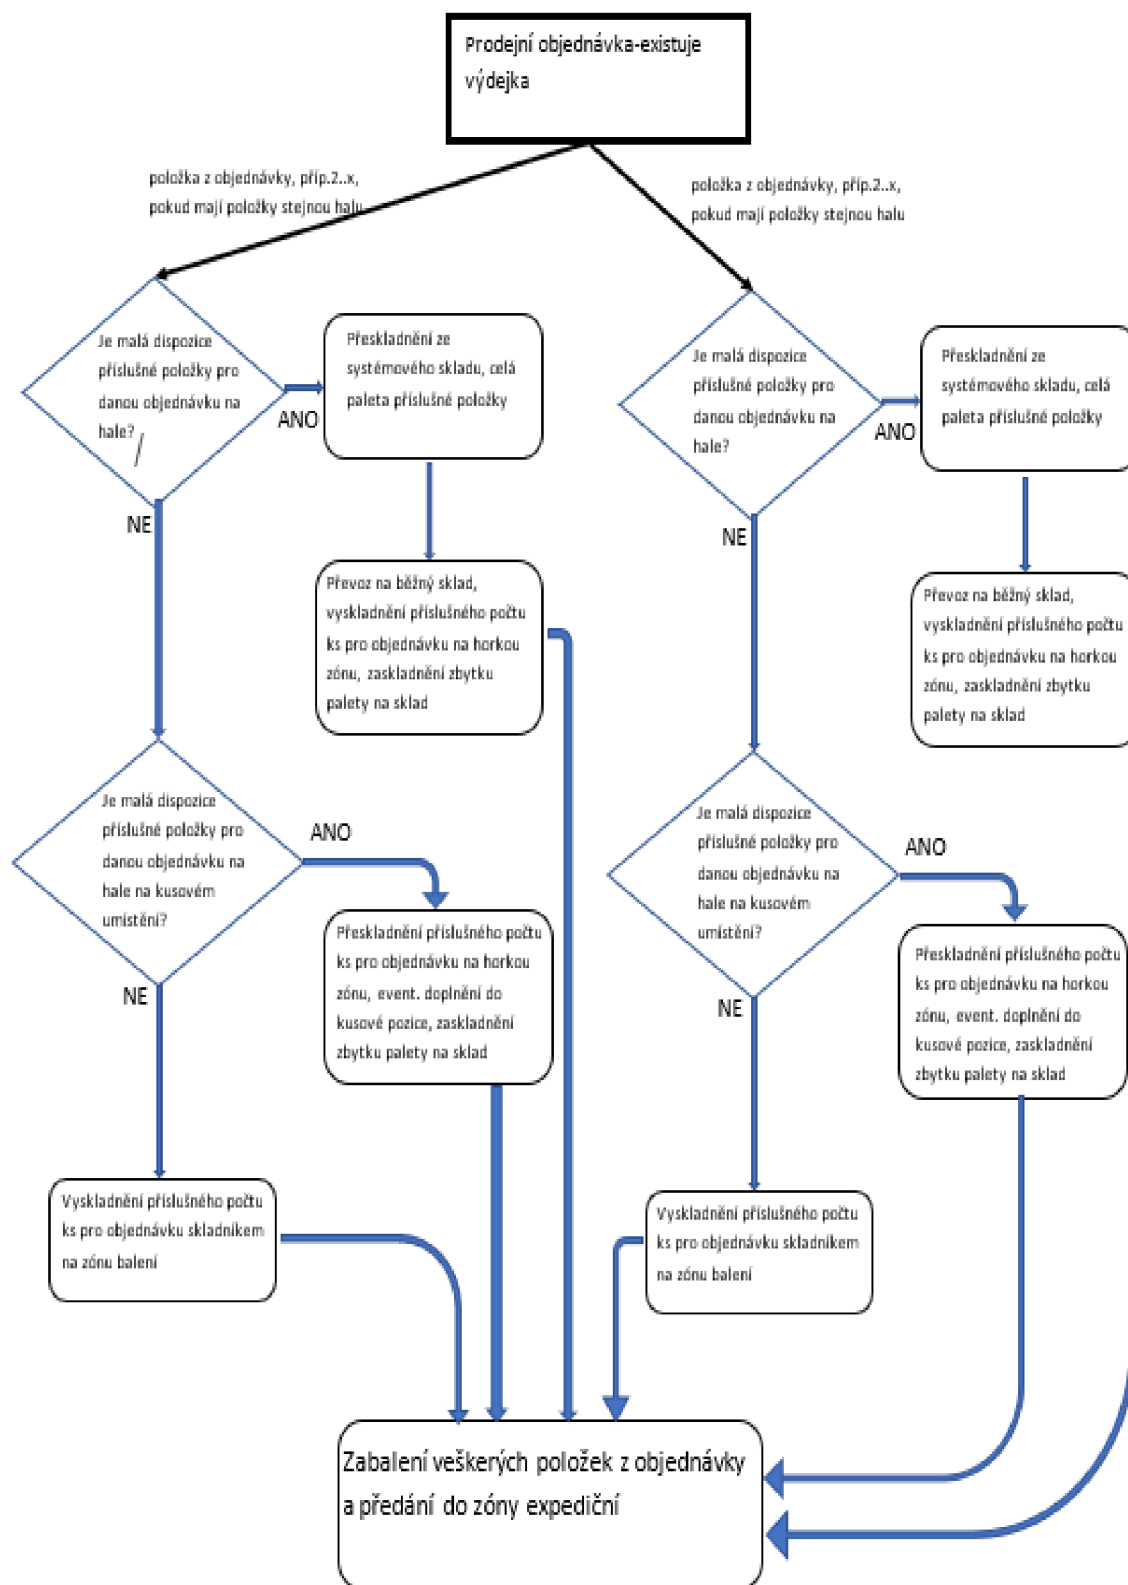 Prodejní objednávka-existuje
výdejka
položka z objednávky, příp.2..x,
pokud mají položky stejnou halu
položka z objednávky, příp.2..x,
pokud mají položky stejnou halu
Je malá dispozice
příslušné položky pro
danou objednávku na
hale?
ANO
NE
Přeskladnění ze
systémového skladu, celá
paleta příslušné položky
Je malá dispozice
příslušné položky pro
danou objednávku na
hale?
ANO
NE
Přeskladnění ze
systémového skladu, celá
paleta příslušné položky
Převoz na běžný sklad,
vyskladnění příslušného počtu
ks pro objednávku na horkou
zónu, zaskladnění zbytku
palety na sklad
Převoz na běžný sklad,
vyskladnění příslušného počtu
ks pro objednávku na horkou
zónu, zaskladnění zbytku
palety na sklad
Je malá dispozice
příslušné položky pro
danou objednávku na
hale na kusovém
umístění?
ANO
NE
Přeskladnění příslušného počtu
ks pro objednávku na horkou
zónu, event. doplnění do
kusové pozice, zaskladnění
zbytku palety na sklad
Je malá dispozice
příslušné položky pro
danou objednávku na
hale na kusovém
umístění?
ANO
NE
Přeskladnění příslušného počtu
ks pro objednávku na horkou
zónu, event. doplnění do
kusové pozice, zaskladnění
zbytku palety na sklad
Vyskladnění příslušného počtu
ks pro objednávku skladníkem
na zónu balení
Vyskladnění příslušného počtu
ks pro objednávku skladníkem
na zónu balení
Zabalení veškerých položek z objednávky
a předání do zóny expediční